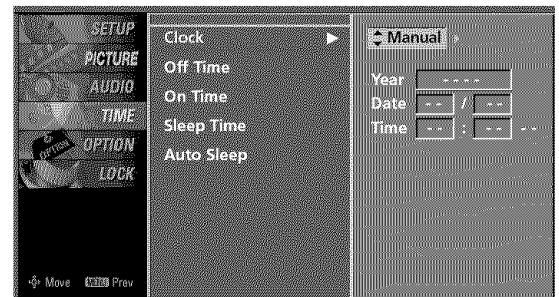 SETUP
PICTURE
AUDIO
TIME
OPTION
OPTION
LOCK
Move MENU Prev
Clock
Off Time
On Time
Sleep Time
Auto Sleep
Manual
Year - - - -
Date - - / - -
Time - - : - - - -